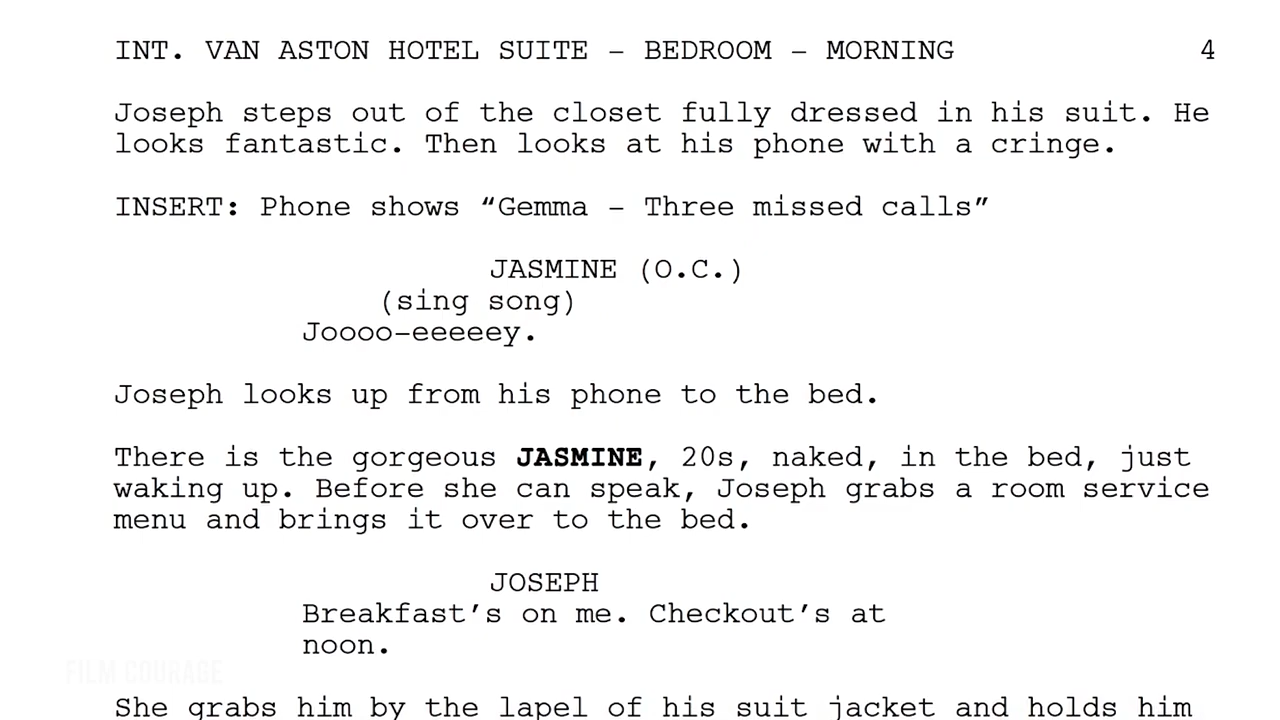 INT. VAN ASTON HOTEL SUITE – BEDROOM – MORNING 4
Joseph steps out of the closet fully dressed in his suit. He
looks fantastic. Then looks at his phone with a cringe.
INSERT: Phone shows “Gemma – Three missed calls”
JASMINE (O.C.)
(sing song)
Joooo–eeeeey.
Joseph looks up from his phone to the bed.
There is the gorgeous JASMINE, 20s, naked, in the bed, just
waking up. Before she can speak, Joseph grabs a room service
menu and brings it over to the bed.
JOSEPH
Breakfast’s on me. Checkout’s at
noon.
FILM COURAGE
She grabs him by the lapel of his suit jacket and holds him